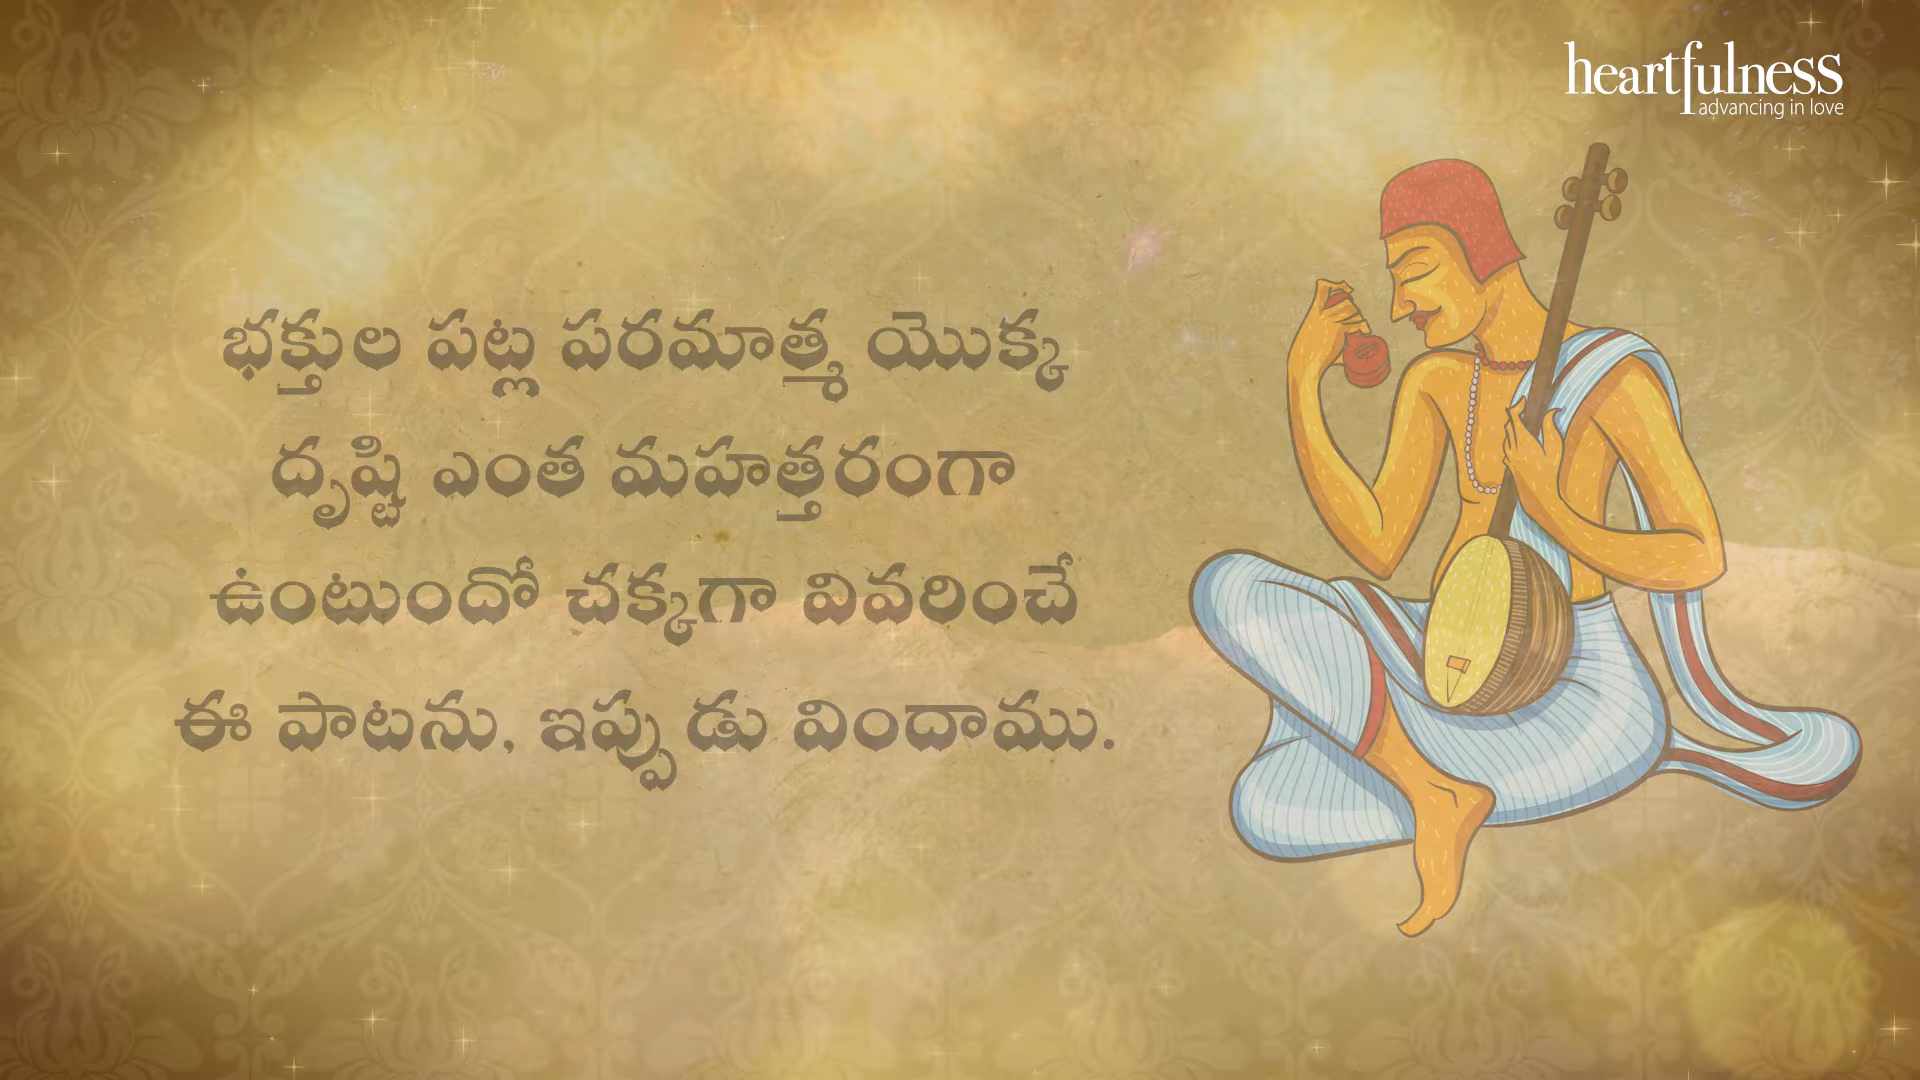 heartfulness
advancing in love
భక్తుల పట్ల పరమాత్మ యొక్క
దృష్టి ఎంత మహత్తరంగా
ఉంటుందో చక్కగా వివరించే
ఈ పాటను, ఇప్పుడు విందాము.